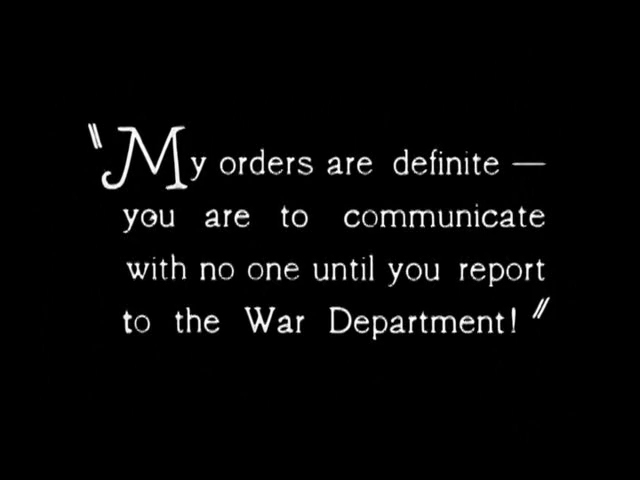 "My orders are definite —
you are to communicate
with no one until you report
to the War Department!"